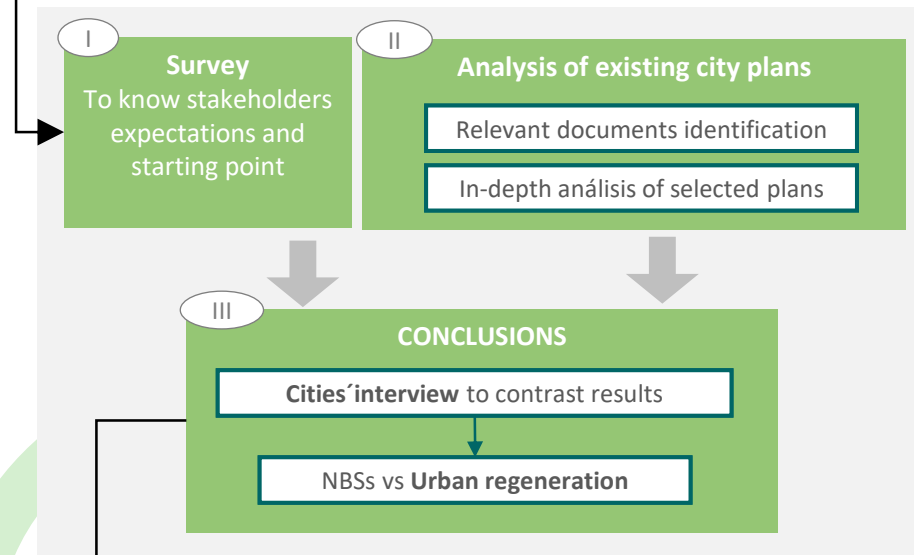 I
Survey
To know stakeholders
expectations and
starting point
II
Analysis of existing city plans
Relevant documents identification
In-depth análisis of selected plans
III
CONCLUSIONS
Cities´interview to contrast results
NBSs vs Urban regeneration